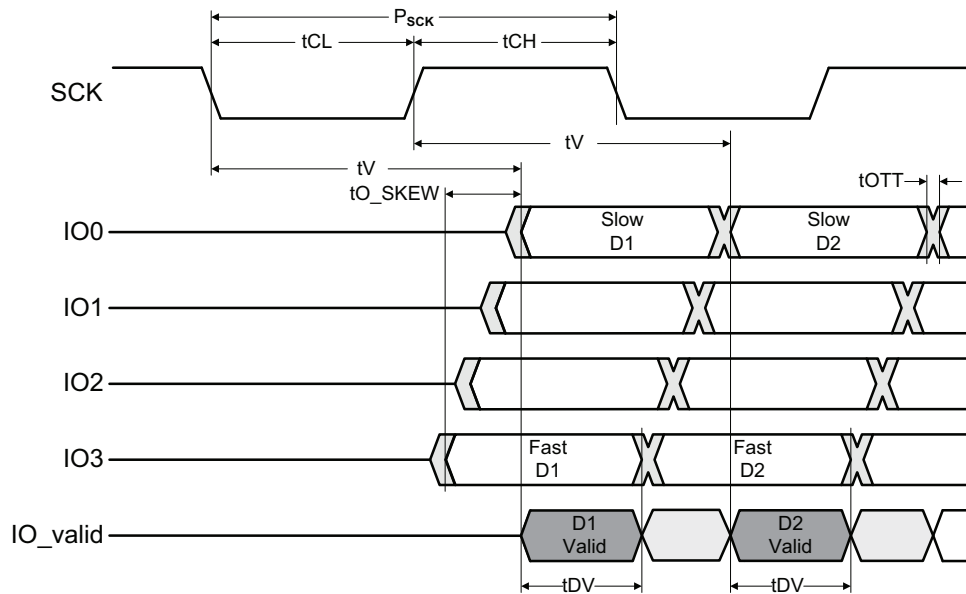 PSCK
tCL
tCH
SCK
tV
tV
tO_SKEW
tOTT
IO0
Slow
D1
Slow
D2
IO1
IO2
IO3
Fast
D1
Fast
D2
IO_valid
D1
Valid
D2
Valid
tDV
tDV